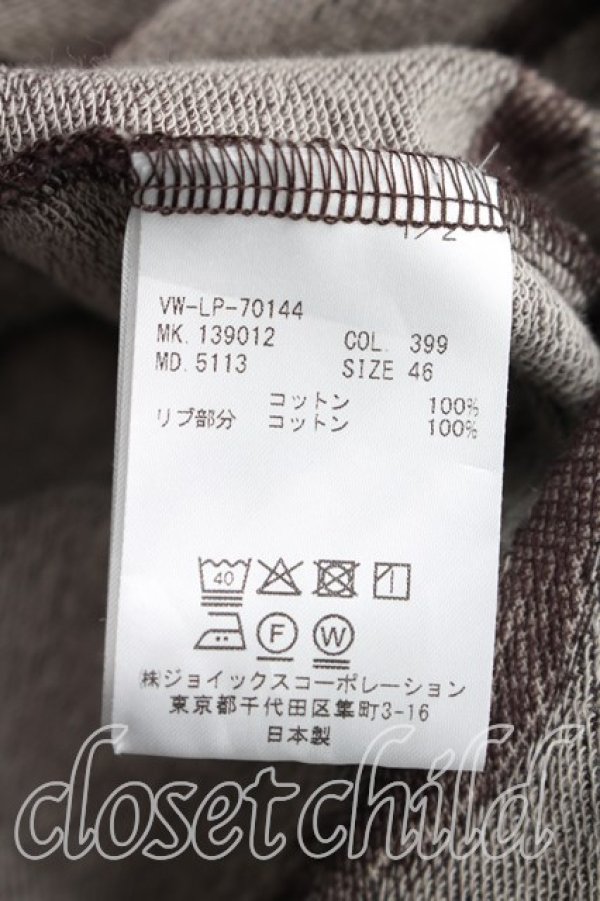 1/2
VW-LP-70144
MK. 139012 COL. 399
MD. 5113 SIZE 46
コットン 100%
リブ部分 コットン 100%
40
F W
㈱ジョイックスコーポレーション
東京都千代田区隼町3-16
日本製
closet child